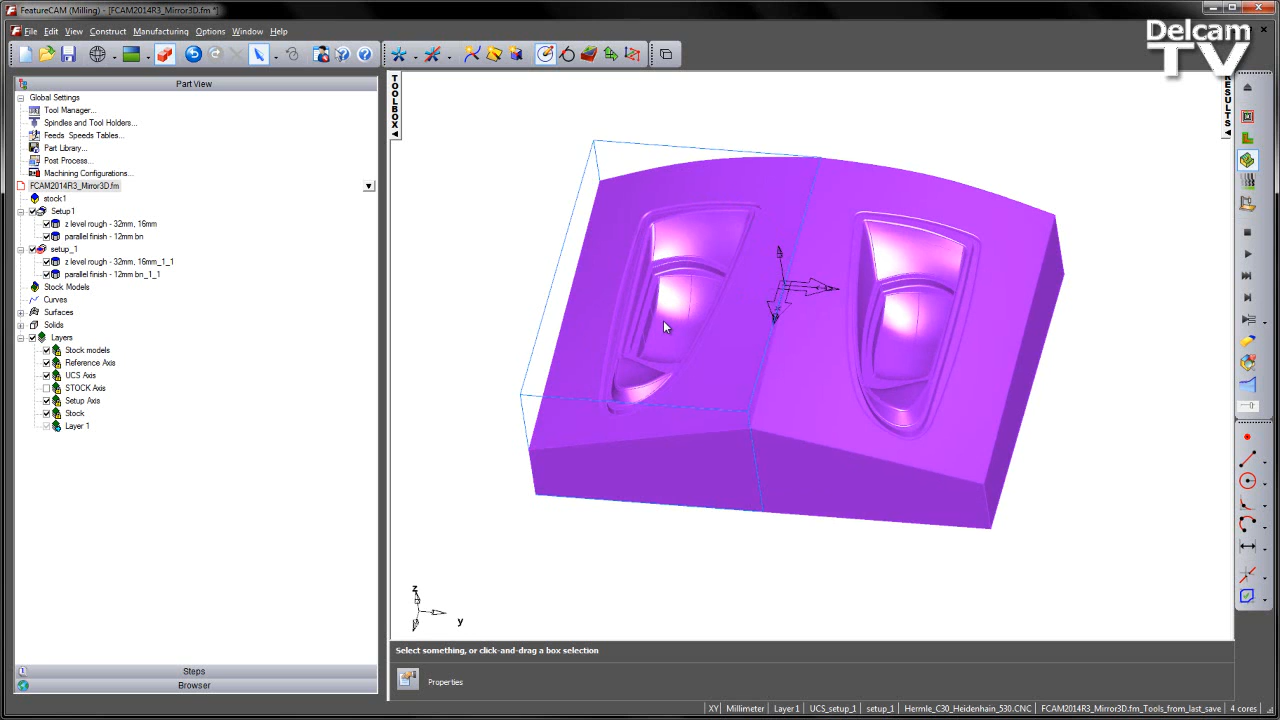 FeatureCAM (Milling) - [FCAM2014R3_Mirror3D.fm *]
File Edit View Construct Manufacturing Options Window Help
Delcam
TV
Part View
TOOLBOX
RESULTS
Global Settings
Tool Manager...
Spindles and Tool Holders...
Feeds Speeds Tables...
Part Library...
Post Process...
Machining Configurations...
FCAM2014R3_Mirror3D.fm
stock1
Setup1
z level rough - 32mm, 16mm
parallel finish - 12mm bn
setup_1
z level rough - 32mm, 16mm_1_1
parallel finish - 12mm bn_1_1
Stock Models
Curves
Surfaces
Solids
Layers
Stock models
Reference Axis
UCS Axis
STOCK Axis
Setup Axis
Stock
Layer 1
z
y
Select something, or click-and-drag a box selection
Steps
Properties
Browser
XY Millimeter Layer1 UCS_setup_1 setup_1 Hermle_C30_Heidenhain_530.CNC FCAM2014R3_Mirror3D.fm_Tools_from_last_save 4 cores